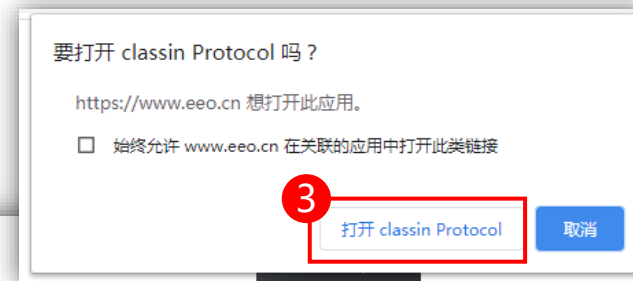 要打开 classin Protocol 吗？
https://www.eeo.cn 想打开此应用。
始终允许 www.eeo.cn 在关联的应用中打开此类链接
3
打开 classin Protocol
取消